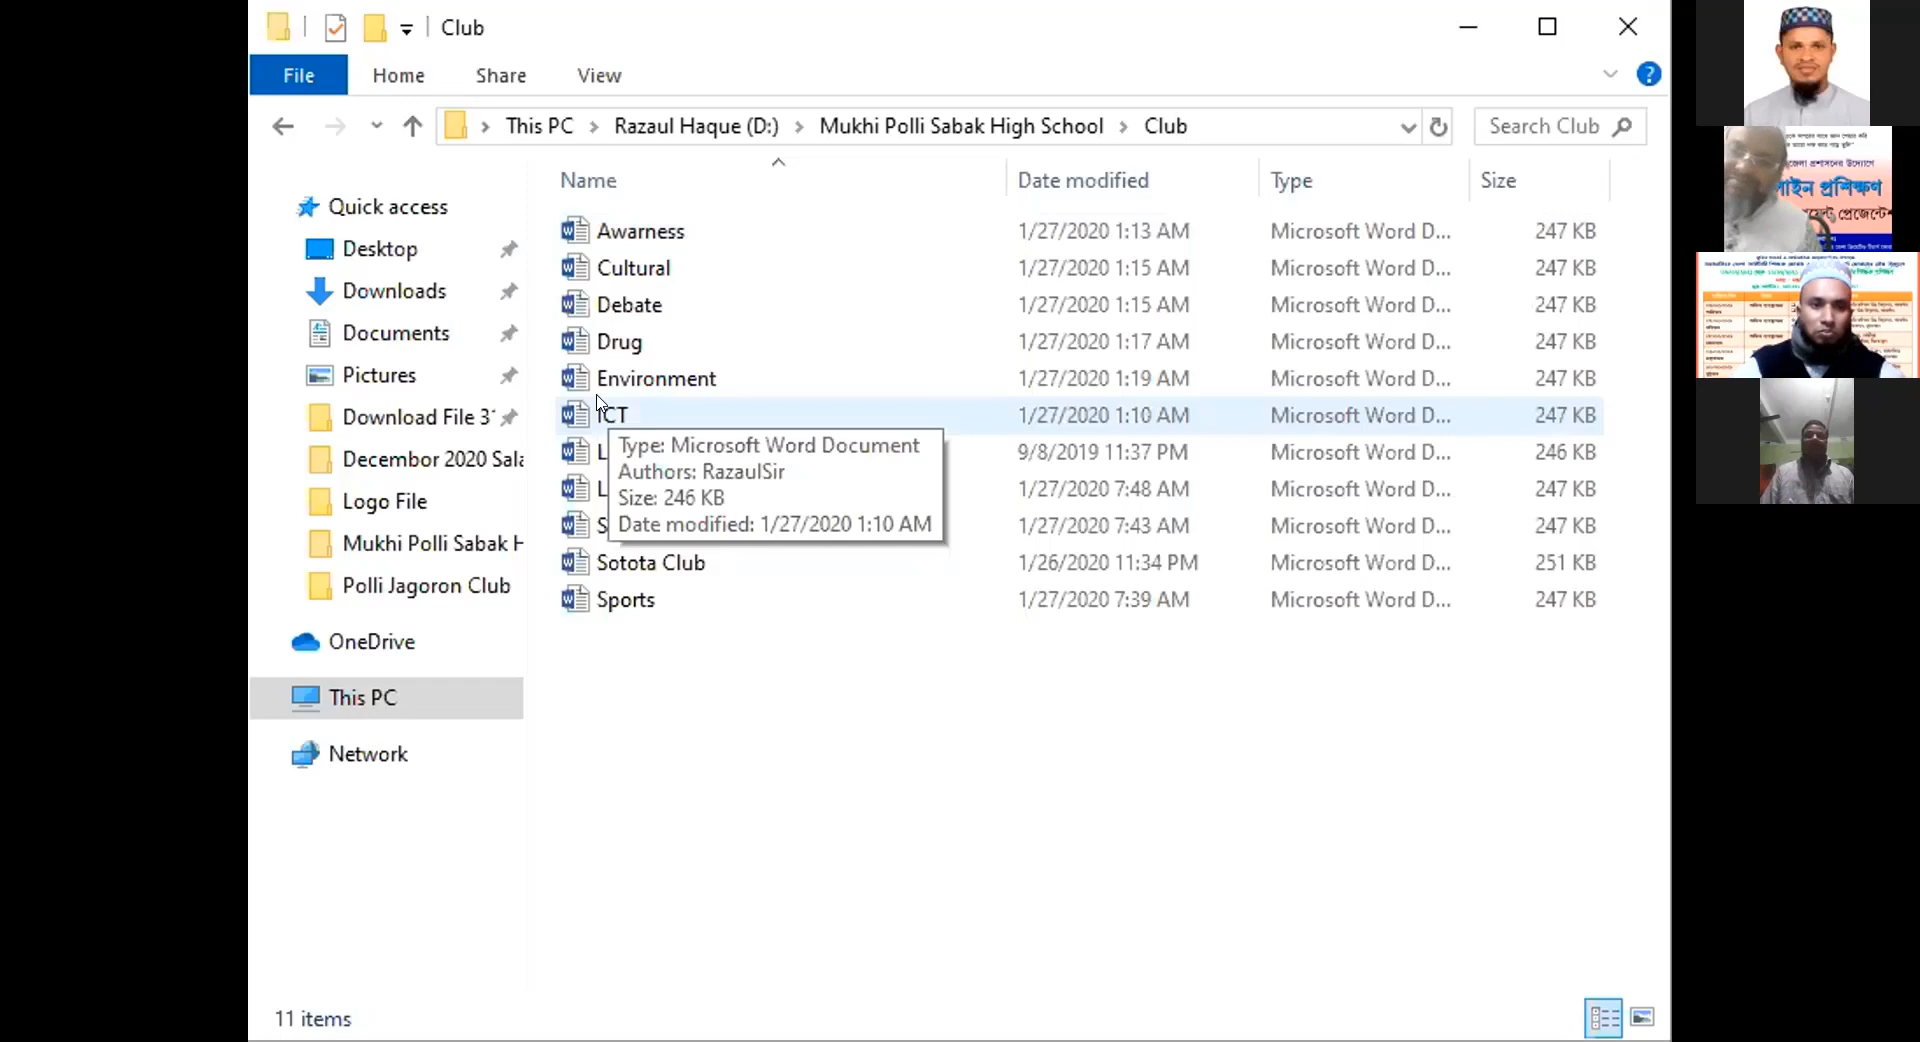 Club
File Home Share View
This PC Razaul Haque (D:) Mukhi Polli Sabak High School Club Search Club
Name Date modified Type Size
Quick access
Desktop
Downloads
Documents
Pictures
Download File 31
Decembor 2020 Sala
Logo File
Mukhi Polli Sabak H
Polli Jagoron Club
OneDrive
This PC
Network
Awarness 1/27/2020 1:13 AM Microsoft Word D... 247 KB
Cultural 1/27/2020 1:15 AM Microsoft Word D... 247 KB
Debate 1/27/2020 1:15 AM Microsoft Word D... 247 KB
Drug 1/27/2020 1:17 AM Microsoft Word D... 247 KB
Environment 1/27/2020 1:19 AM Microsoft Word D... 247 KB
ICT 1/27/2020 1:10 AM Microsoft Word D... 247 KB
L 9/8/2019 11:37 PM Microsoft Word D... 246 KB
L 1/27/2020 7:48 AM Microsoft Word D... 247 KB
S 1/27/2020 7:43 AM Microsoft Word D... 247 KB
Sotota Club 1/26/2020 11:34 PM Microsoft Word D... 251 KB
Sports 1/27/2020 7:39 AM Microsoft Word D... 247 KB
Type: Microsoft Word Document
Authors: RazaulSir
Size: 246 KB
Date modified: 1/27/2020 1:10 AM
11 items
জেলা প্রশাসনের উদ্যোগে
লাইন প্রশিক্ষণ